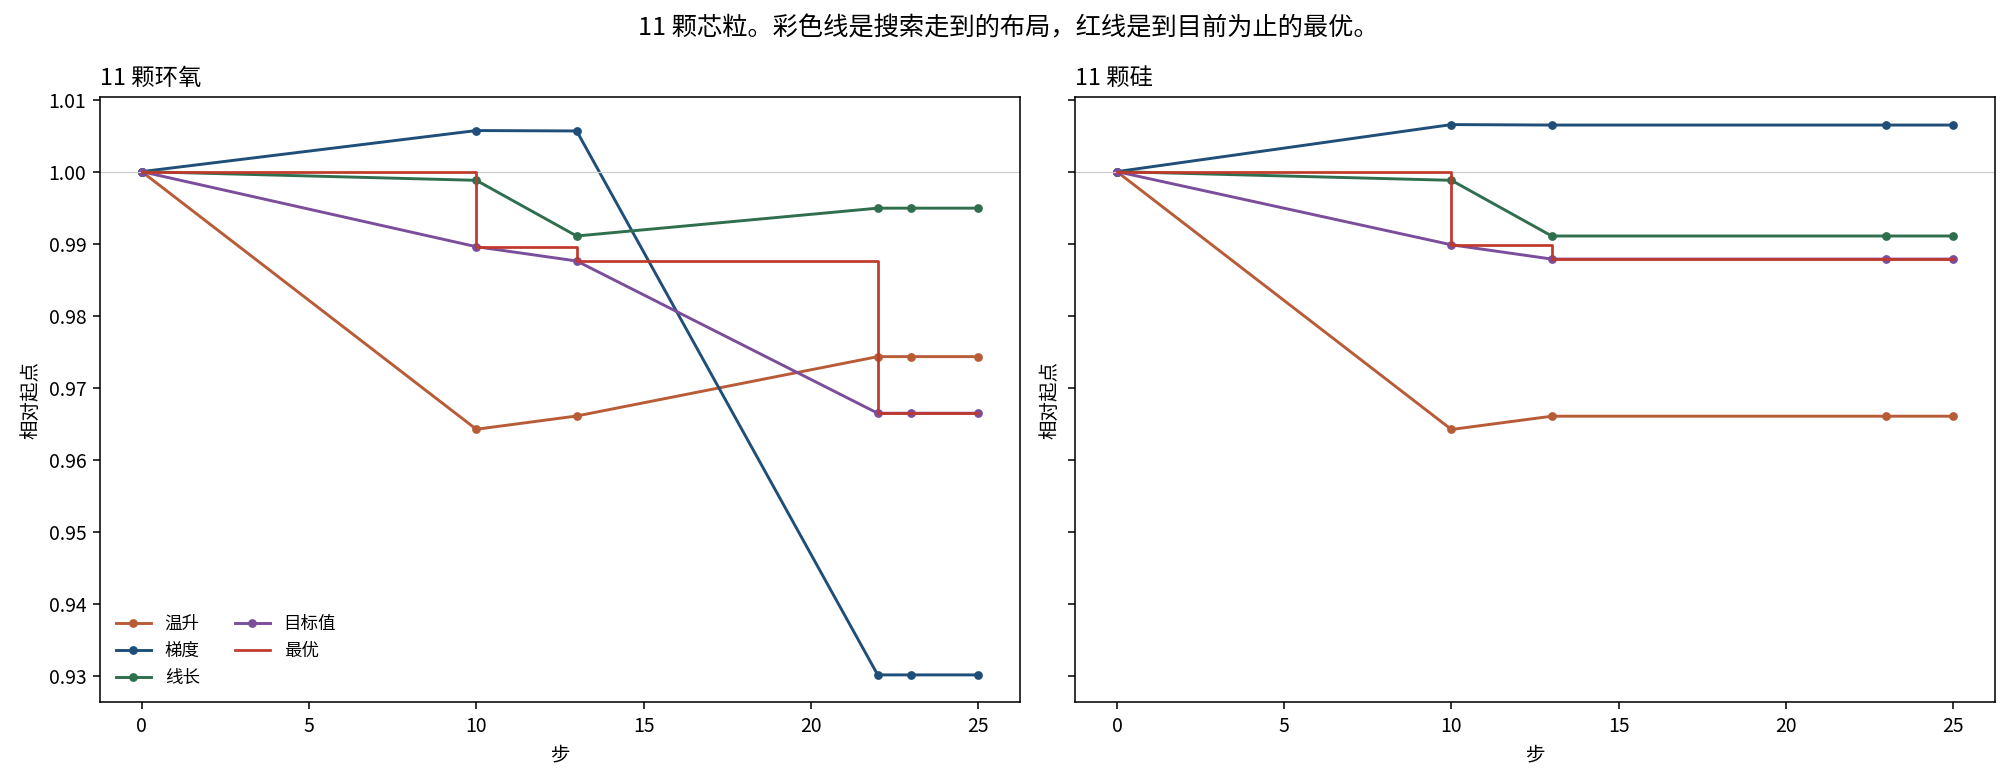 11 颗芯粒。彩色线是搜索走到的布局，红线是到目前为止的最优。
11 颗环氧
1.01
1.00
0.99
0.98
0.97
0.96
0.95
0.94
0.93
相对起点
温升
梯度
线长
目标值
最优
0 5 10 15 20 25
步
11 颗硅
相对起点
0 5 10 15 20 25
步